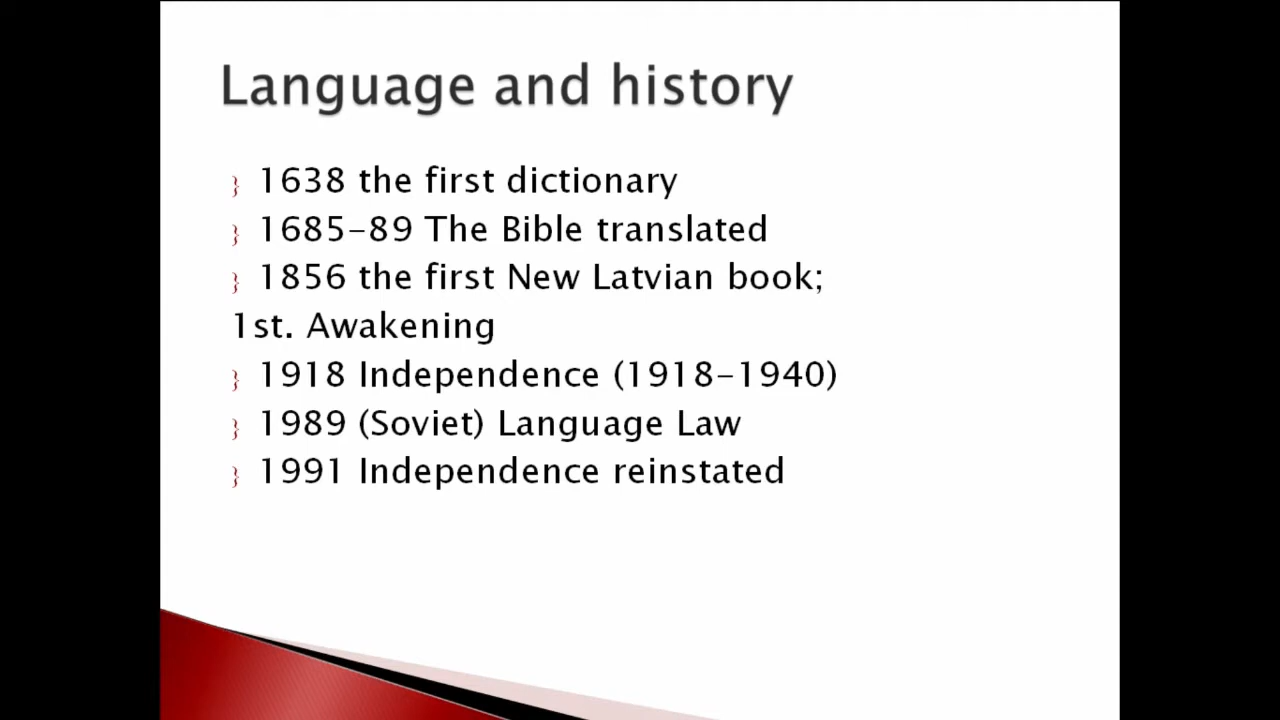 Language and history
} 1638 the first dictionary
} 1685-89 The Bible translated
} 1856 the first New Latvian book;
1st. Awakening
} 1918 Independence (1918-1940)
} 1989 (Soviet) Language Law
} 1991 Independence reinstated